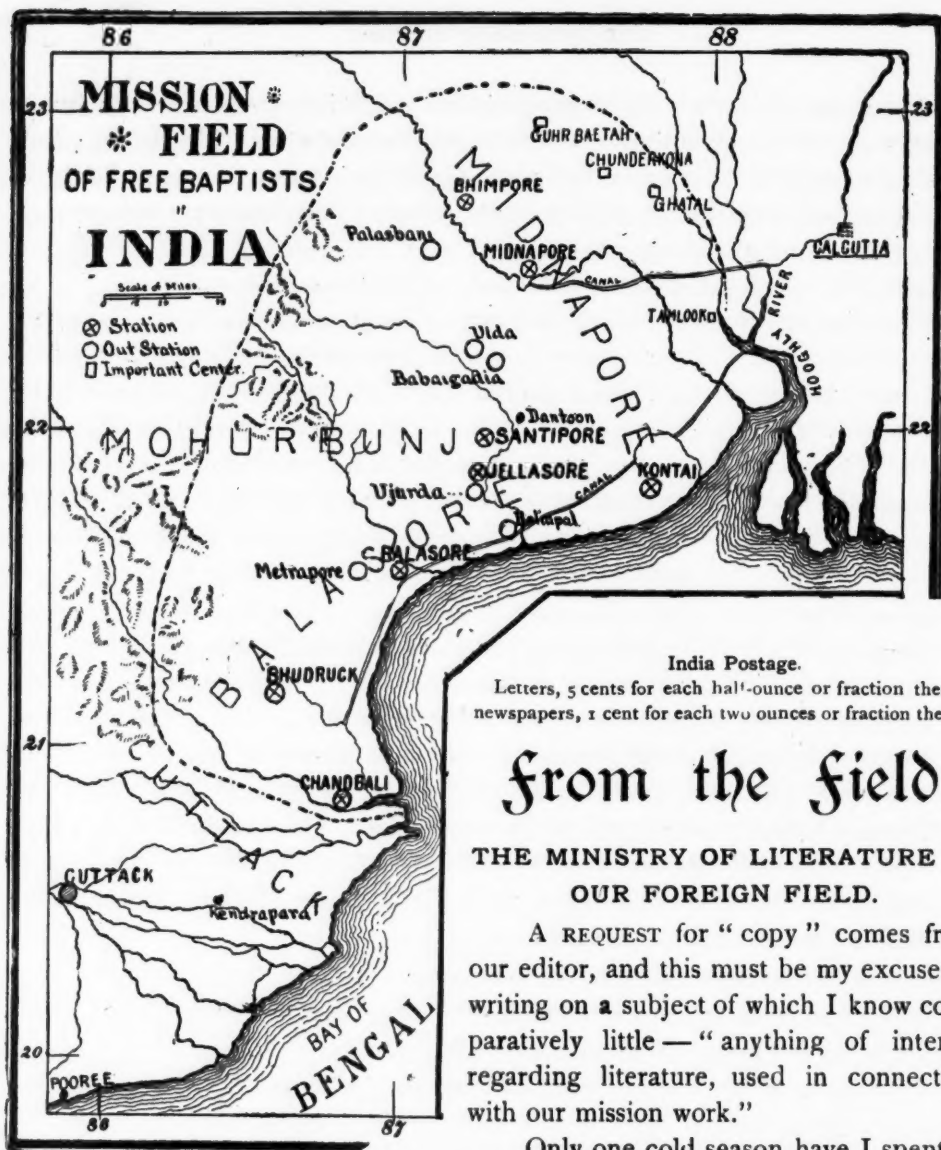 86 87 88
23 23
MISSION
FIELD
OF FREE BAPTISTS
"
INDIA
Scale of Miles
⊗ Station
○ Out Station
□ Important Center.
GUHR BAETAH
CHUNDERKONA
GHATAL
BHIMPORE
Palasbani
MIDNAPORE
CANAL
CALCUTTA
TAMLOOK
HOOGHLY RIVER
MIDNAPORE
Babaigadia
Dantoon
22 22
MOHURBUNJ
SANTIPORE
JELLASORE
KONTAI
Ujurda
CANAL
BALASORE
Metrapore
BALASORE
BHUDRUCK
21
CHANDBALI
CUTTACK
CUTTACK
Kendrapara
20
BAY OF
BENGAL
POOREE
86 87
India Postage.
Letters, 5 cents for each half-ounce or fraction the
newspapers, 1 cent for each two ounces or fraction the
From the Field
THE MINISTRY OF LITERATURE
OUR FOREIGN FIELD.
A REQUEST for "copy" comes fr
our editor, and this must be my excuse
writing on a subject of which I know co
paratively little — "anything of inter
regarding literature, used in connect
with our mission work."
Only one cold season have I spent